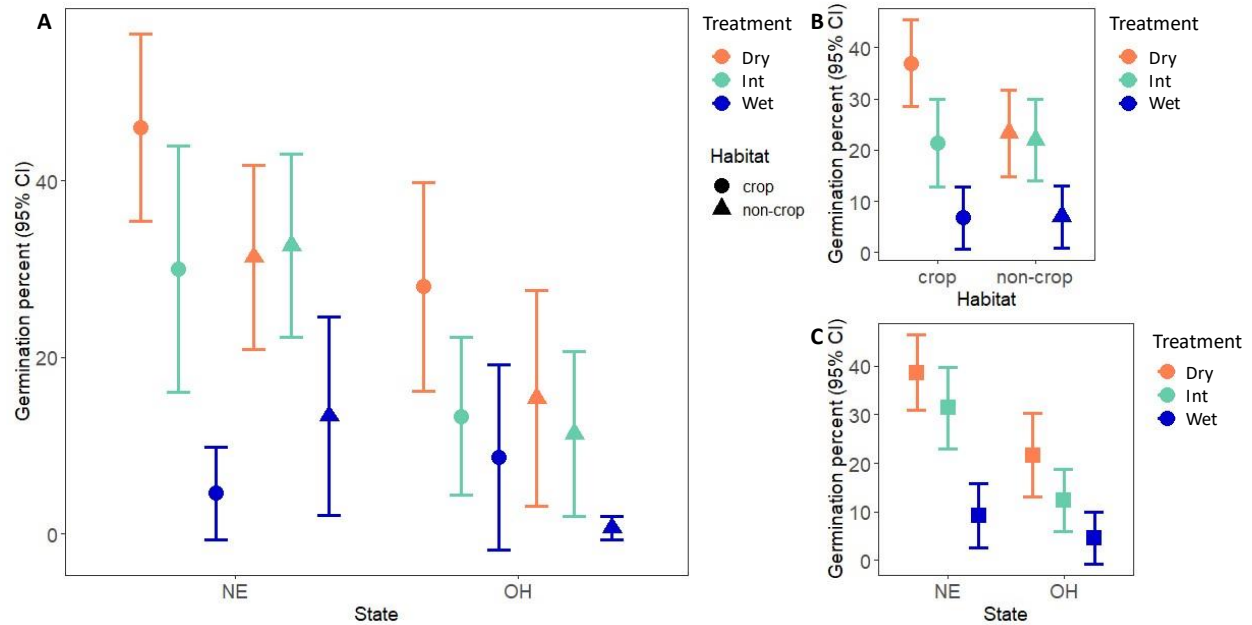 A
Germination percent (95% CI)
40
20
0
NE
OH
State
Treatment
Dry
Int
Wet
Habitat
crop
non-crop
B
Germination percent (95% CI)
40
30
20
10
0
crop
non-crop
Habitat
Treatment
Dry
Int
Wet
C
Germination percent (95% CI)
40
30
20
10
0
NE
OH
State
Treatment
Dry
Int
Wet